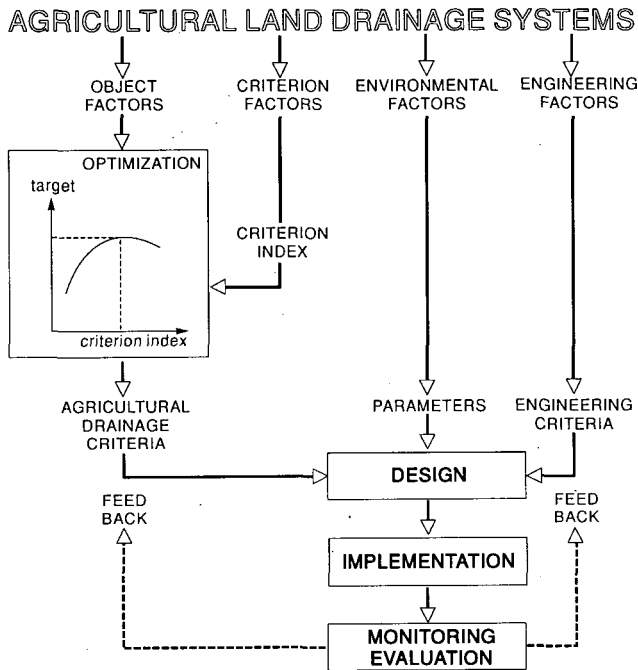 AGRICULTURAL LAND DRAINAGE SYSTEMS
OBJECT
FACTORS
CRITERION
FACTORS
ENVIRONMENTAL
FACTORS
ENGINEERING
FACTORS
OPTIMIZATION
target
criterion index
CRITERION
INDEX
AGRICULTURAL
DRAINAGE
CRITERIA
PARAMETERS
ENGINEERING
CRITERIA
DESIGN
FEED
BACK
FEED
BACK
IMPLEMENTATION
MONITORING
EVALUATION